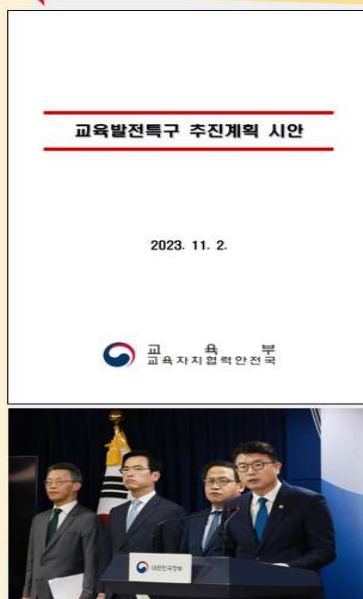 교육발전특구 추진계획 시안
2023. 11. 2.
교 육 부
교육자치협력안전국
대한민국정부